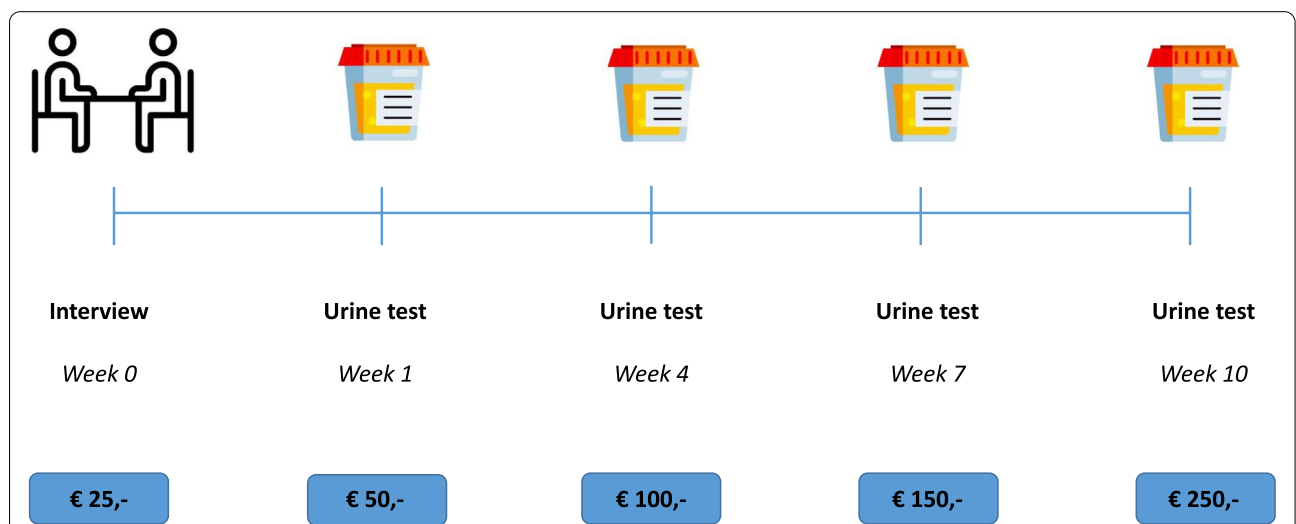 Interview Urine test Urine test Urine test Urine test
Week 0 Week 1 Week 4 Week 7 Week 10
€ 25,- € 50,- € 100,- € 150,- € 250,-